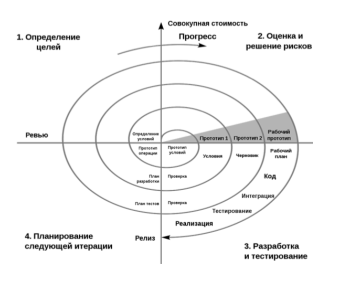 Совокупная стоимость
1. Определение
целей
Прогресс
2. Оценка и
решение рисков
Ревью
Определение
условий
Прототип 1
Прототип 2
Рабочий
прототип
Прототип
операции
Прототип
условий
Условия
Черновик
Рабочий
план
План
разработки
Проверка
Код
Интеграция
План тестов
Проверка
Тестирование
Реализация
4. Планирование
следующей итерации
Релиз
3. Разработка
и тестирование